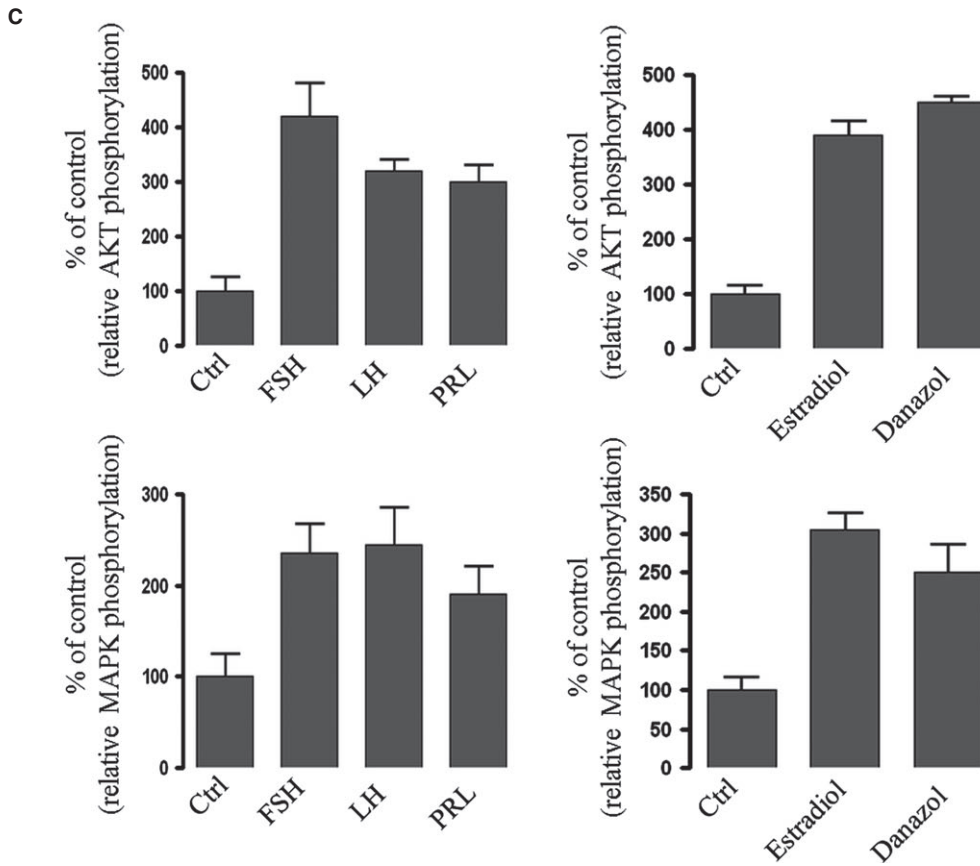 C
% of control
(relative AKT phosphorylation)
500
400
300
200
100
0
Ctrl
FSH
LH
PRL
% of control
(relative AKT phosphorylation)
500
400
300
200
100
0
Ctrl
Estradiol
Danazol
% of control
(relative MAPK phosphorylation)
300
200
100
0
Ctrl
FSH
LH
PRL
% of control
(relative MAPK phosphorylation)
350
300
250
200
150
100
50
0
Ctrl
Estradiol
Danazol